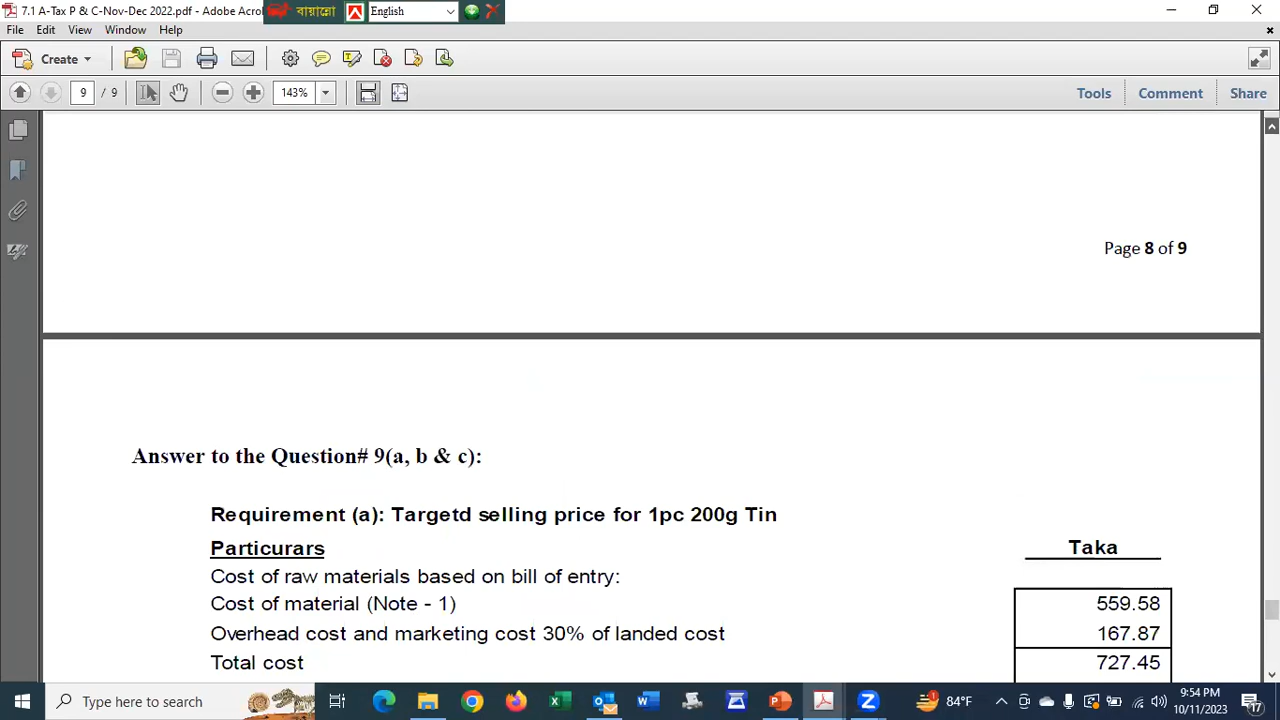 7.1 A-Tax P & C-Nov-Dec 2022.pdf - Adobe Acrol
বায়ান্নো
English
File Edit View Window Help
Create
9 / 9
143%
Tools Comment Share
Page 8 of 9
Answer to the Question# 9(a, b & c):
Requirement (a): Targetd selling price for 1pc 200g Tin
Particurars Taka
Cost of raw materials based on bill of entry:
Cost of material (Note - 1) 559.58
Overhead cost and marketing cost 30% of landed cost 167.87
Total cost 727.45
Type here to search
84°F
9:54 PM
10/11/2023
17